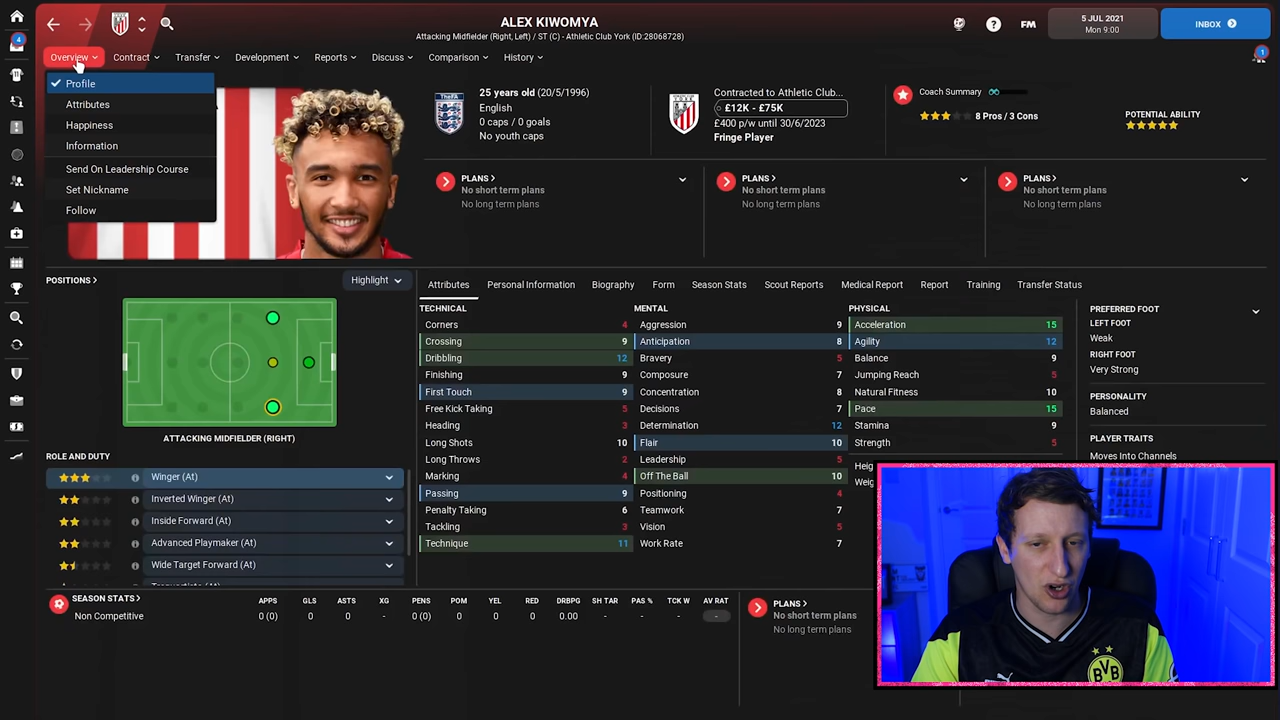 ALEX KIWOMYA
Attacking Midfielder (Right, Left) / ST (C) - Athletic Club York (ID:28068728)
4
FM
5 JUL 2021
Mon 9:00
INBOX
Overview
Contract
Transfer
Development
Reports
Discuss
Comparison
History
1
Profile
Attributes
Happiness
Information
Send On Leadership Course
Set Nickname
Follow
25 years old (20/5/1996)
English
0 caps / 0 goals
No youth caps
Contracted to Athletic Club...
£12K - £75K
£400 p/w until 30/6/2023
Fringe Player
Coach Summary
8 Pros / 3 Cons
POTENTIAL ABILITY
PLANS
No short term plans
No long term plans
PLANS
No short term plans
No long term plans
PLANS
No short term plans
No long term plans
POSITIONS
Highlight
ATTACKING MIDFIELDER (RIGHT)
ROLE AND DUTY
Winger (At)
Inverted Winger (At)
Inside Forward (At)
Advanced Playmaker (At)
Wide Target Forward (At)
Attributes
Personal Information
Biography
Form
Season Stats
Scout Reports
Medical Report
Report
Training
Transfer Status
TECHNICAL
Corners 4
Crossing 9
Dribbling 12
Finishing 9
First Touch 9
Free Kick Taking 5
Heading 3
Long Shots 10
Long Throws 2
Marking 4
Passing 9
Penalty Taking 6
Tackling 3
Technique 11
MENTAL
Aggression 9
Anticipation 8
Bravery 5
Composure 7
Concentration 8
Decisions 7
Determination 12
Flair 10
Leadership 5
Off The Ball 10
Positioning 4
Teamwork 7
Vision 5
Work Rate 7
PHYSICAL
Acceleration 15
Agility 12
Balance 9
Jumping Reach 5
Natural Fitness 10
Pace 15
Stamina 9
Strength 5
PREFERRED FOOT
LEFT FOOT
Weak
RIGHT FOOT
Very Strong
PERSONALITY
Balanced
PLAYER TRAITS
Moves Into Channels
SEASON STATS
APPS GLS ASTS XG PENS POM YEL RED DRBPG SH TAR PAS % TCK W AV RAT
Non Competitive 0 (0) 0 0 - 0 (0) 0 0 0 0.00 - - - -
PLANS
No short term plans
No long term plans
BVB
09